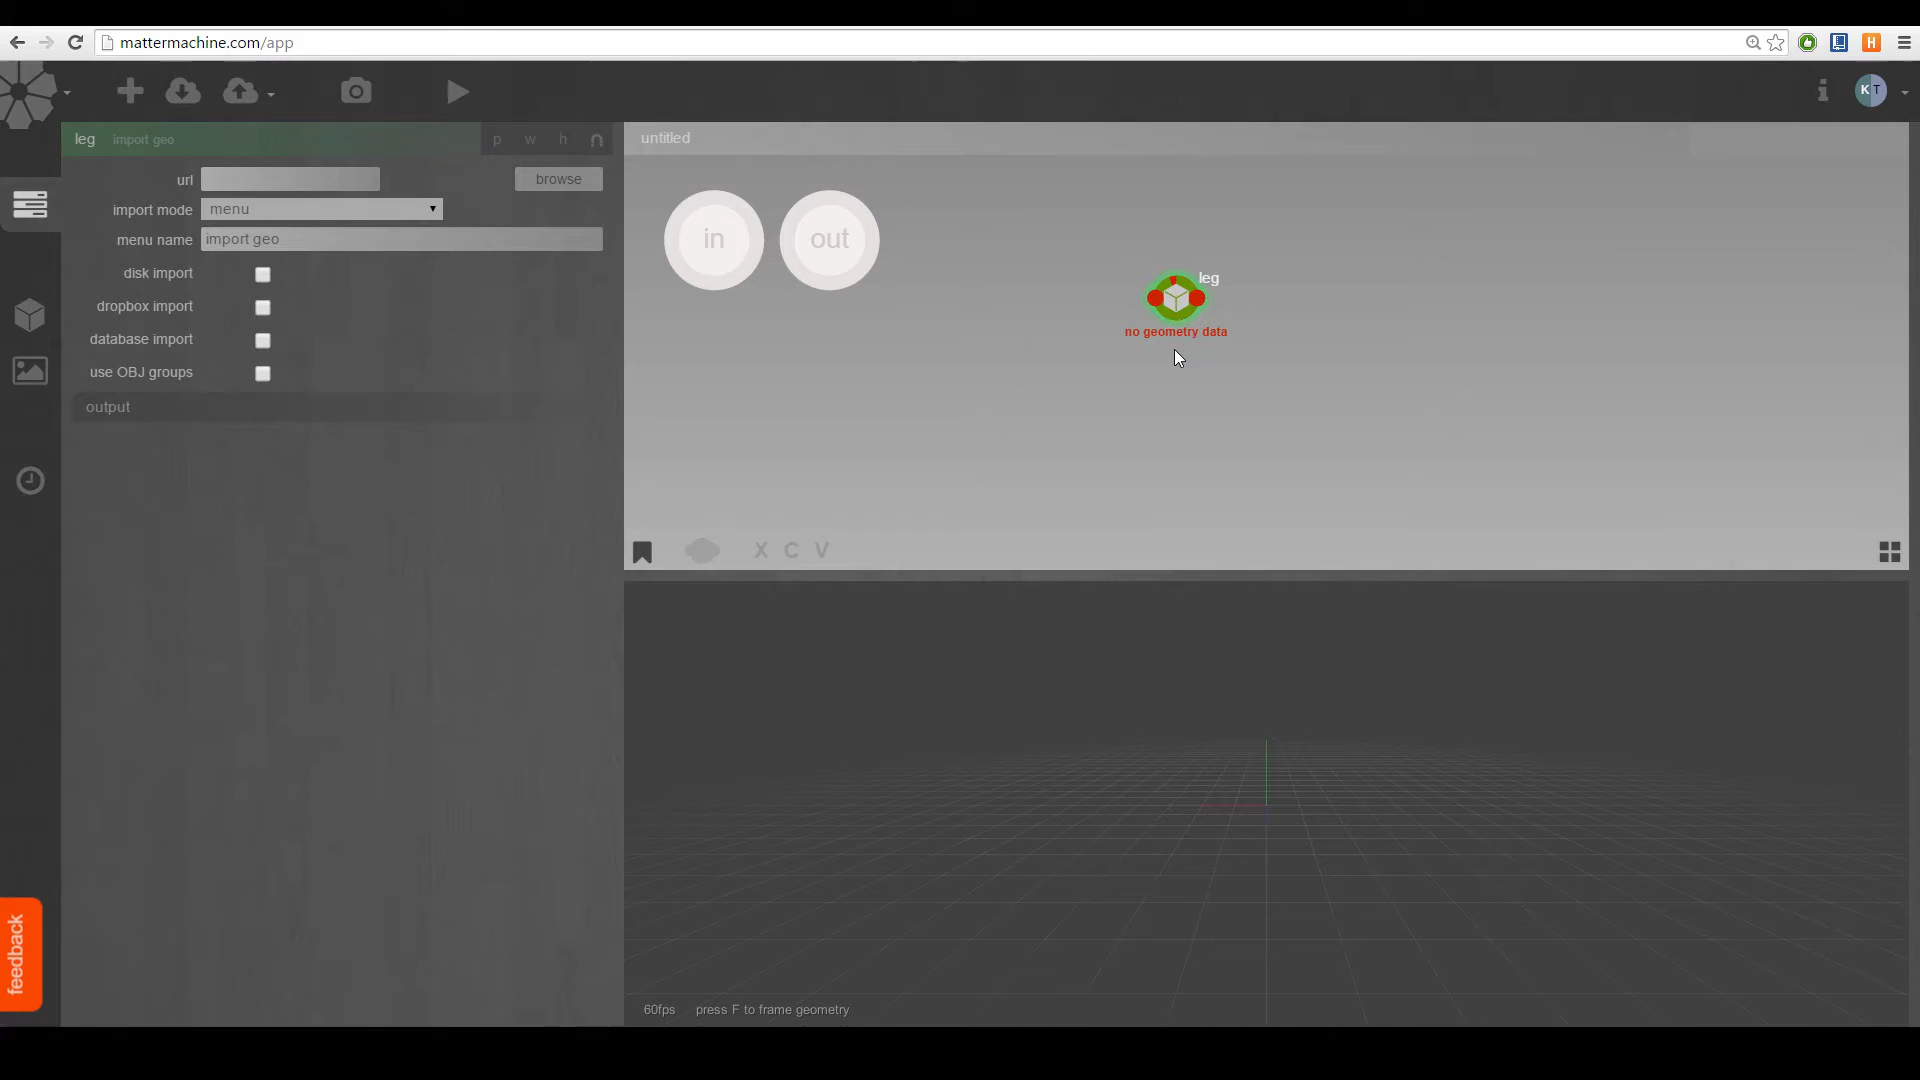 mattermachine.com/app
H
K T
leg import geo p w h
untitled
url browse
import mode menu
menu name import geo
disk import
dropbox import
database import
use OBJ groups
output
in out
leg
no geometry data
X C V
feedback
60fps press F to frame geometry